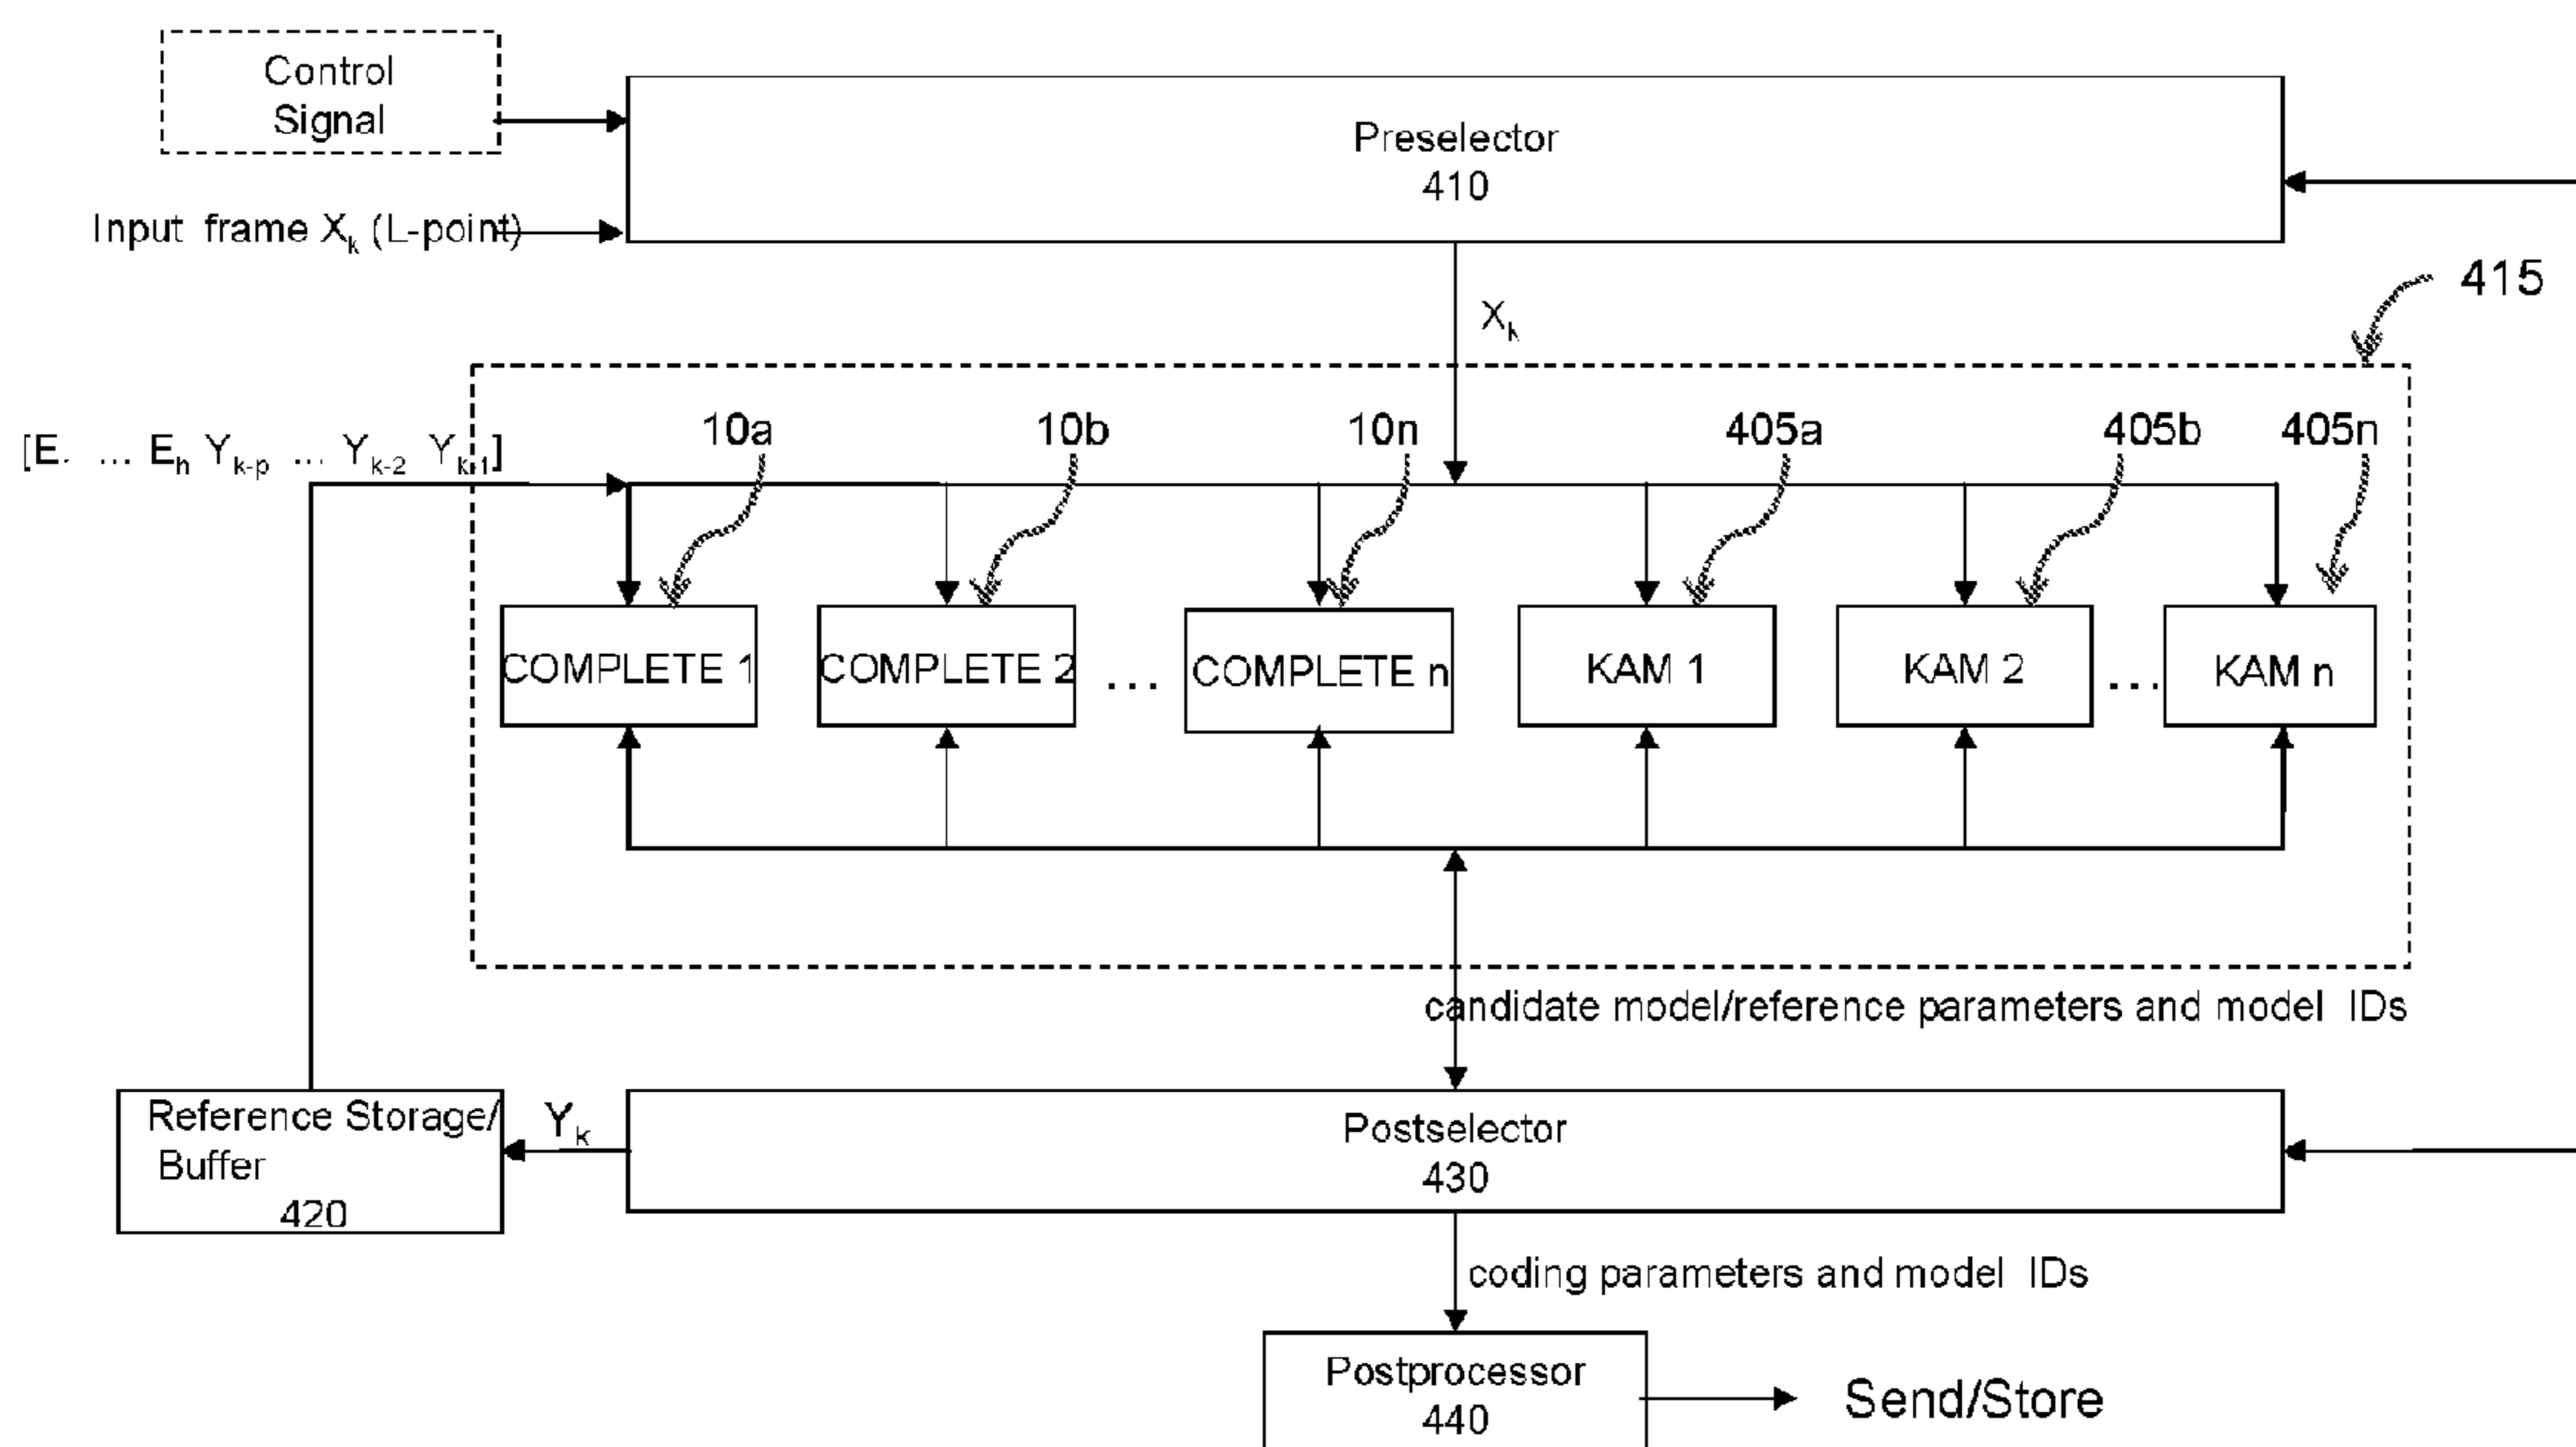 Control
Signal
Preselector
410
Input frame Xk (L-point)
415
Xk
[E. ... Eh Yk-p ... Yk-2 Yk-1]
10a
10b
10n
405a
405b
405n
COMPLETE 1
COMPLETE 2
...
COMPLETE n
KAM 1
KAM 2
...
KAM n
candidate model/reference parameters and model IDs
Reference Storage/
Buffer
420
Yk
Postselector
430
coding parameters and model IDs
Postprocessor
440
Send/Store